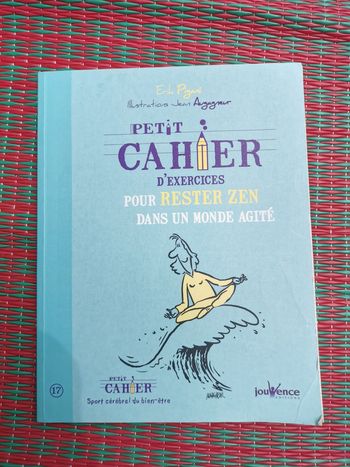 Erik Pigani
Illustrations Jean Augagneur
PETIT
CAHIER
D'EXERCICES
POUR RESTER ZEN
DANS UN MONDE AGITÉ
17
PETIT
CAHIER
Sport cérébral du bien-être
jouvence
EDITIONS